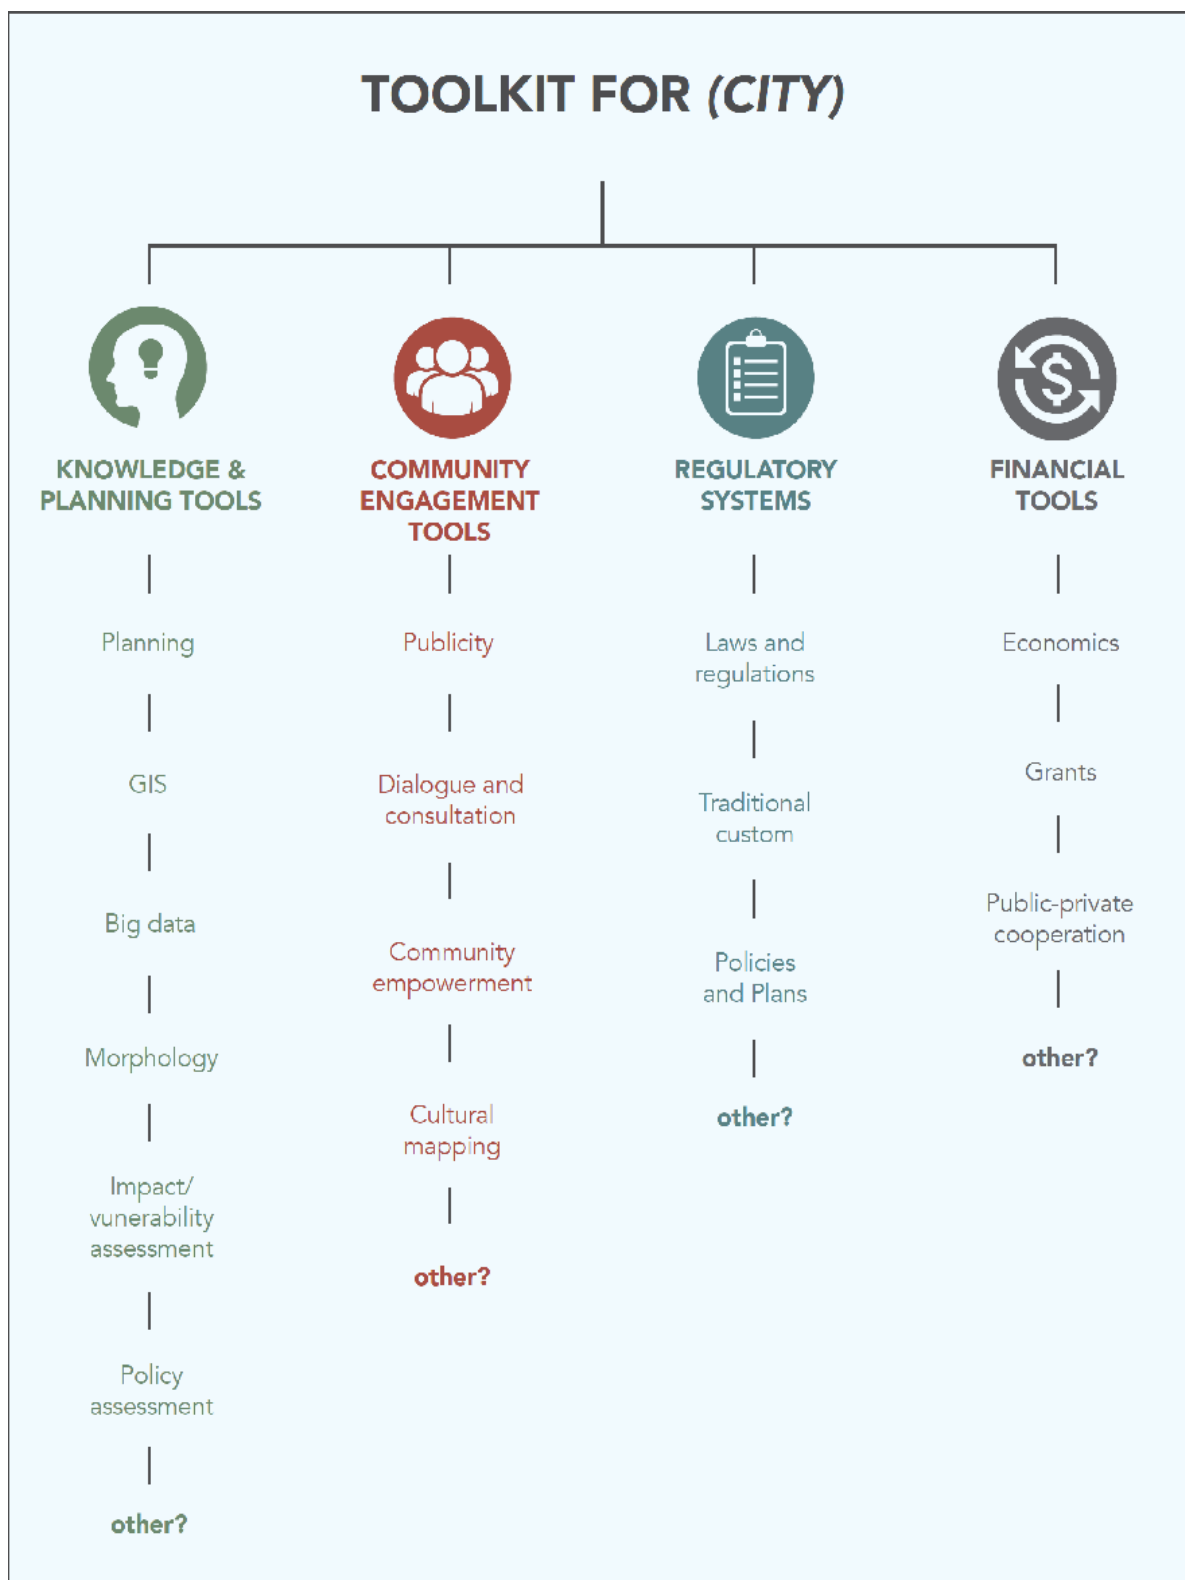 TOOLKIT FOR (CITY)
KNOWLEDGE &
PLANNING TOOLS
Planning
GIS
Big data
Morphology
Impact/
vunerability
assessment
Policy
assessment
other?
COMMUNITY
ENGAGEMENT
TOOLS
Publicity
Dialogue and
consultation
Community
empowerment
Cultural
mapping
other?
REGULATORY
SYSTEMS
Laws and
regulations
Traditional
custom
Policies
and Plans
other?
$
FINANCIAL
TOOLS
Economics
Grants
Public-private
cooperation
other?